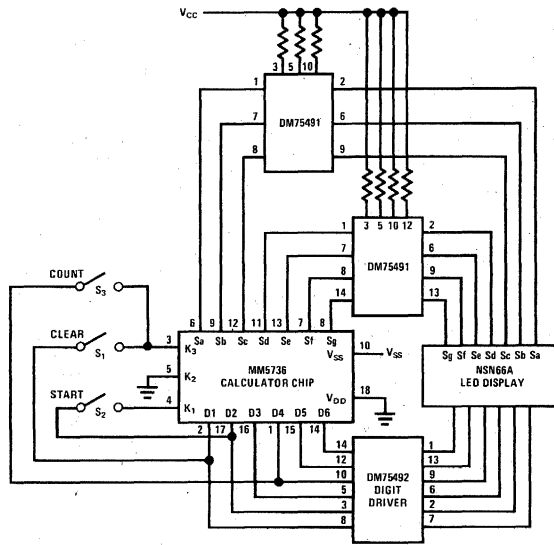 VCC
3 5 10
1 2
DM75491
7 6
8 9
3 5 10 12
1 2
7 6
DM75491
8 9
14 13
COUNT
S3
6 9 12 11 13 7 8
Sa Sb Sc Sd Se Sf Sg
Sg Sf Se Sd Sc Sb Sa
CLEAR
S1
3 K3
VSS 10 VSS
MM5736
CALCULATOR CHIP
NSN66A
LED DISPLAY
5 K2
START
S2
4 K1
VDD 18
D1 D2 D3 D4 D5 D6
2 17 16 1 15 14
14 1
12 13
10 9
5 6
3 2
8 7
DM75492
DIGIT
DRIVER